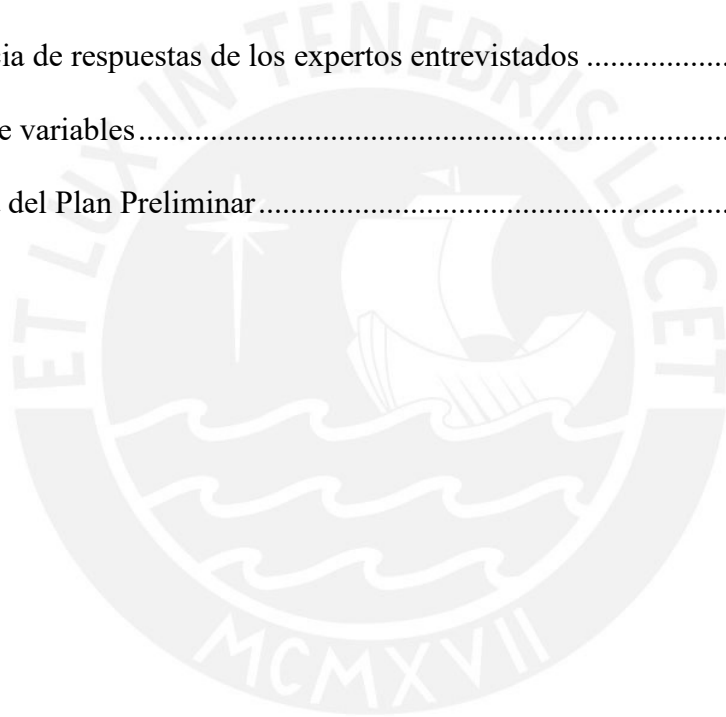 ia de respuestas de los expertos entrevistados ..................
e variables...........................................................................
del Plan Preliminar............................................................
ET LUX IN TENEBRIS LUCET
MCMXVII